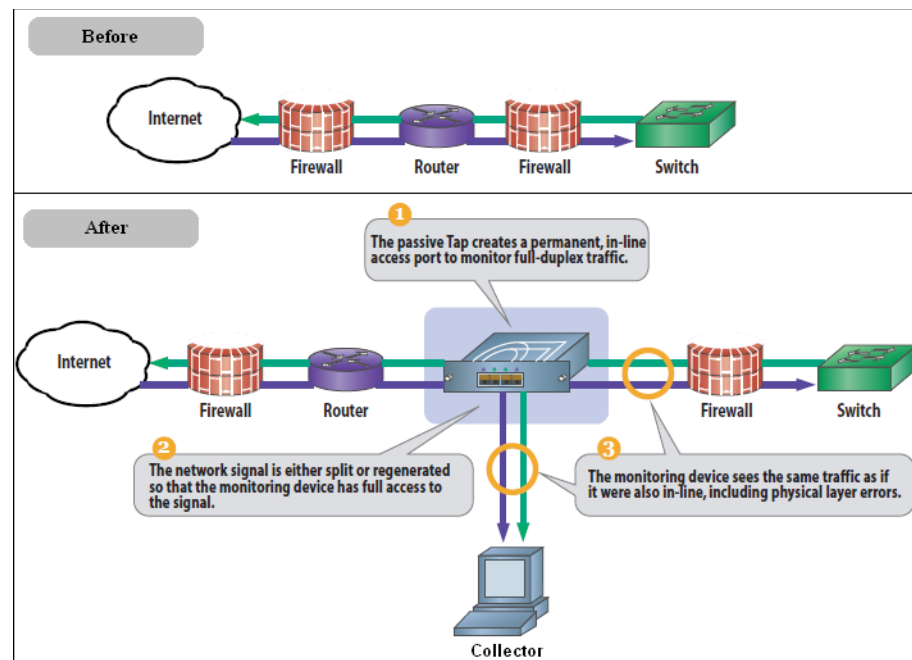 Before
Internet
Firewall
Router
Firewall
Switch
After
1
The passive Tap creates a permanent, in-line
access port to monitor full-duplex traffic.
Internet
Firewall
Router
Firewall
Switch
2
The network signal is either split or regenerated
so that the monitoring device has full access to
the signal.
3
The monitoring device sees the same traffic as if
it were also in-line, including physical layer errors.
Collector